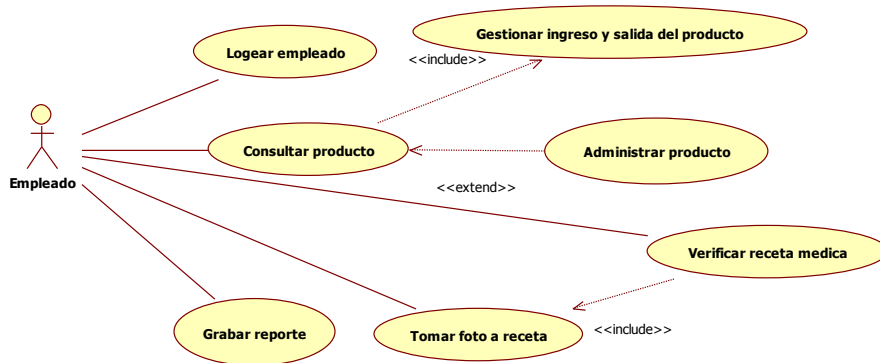 Logear empleado
Gestionar ingreso y salida del producto
<<include>>
Consultar producto
Administrar producto
Empleado
<<extend>>
Verificar receta medica
Grabar reporte
Tomar foto a receta
<<include>>